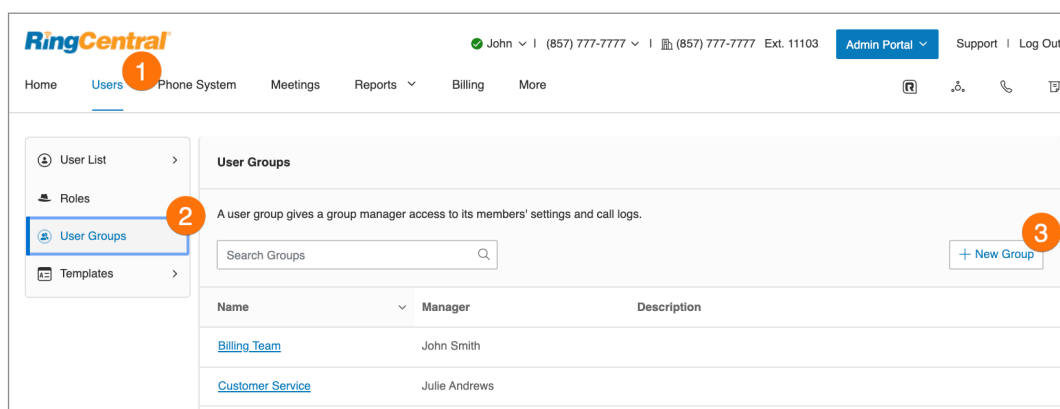 RingCentral
John | (857) 777-7777 | (857) 777-7777 Ext. 11103 Admin Portal Support | Log Out
1
Home Users Phone System Meetings Reports Billing More
User List
Roles
2
User Groups
Templates
User Groups
A user group gives a group manager access to its members' settings and call logs.
3
Search Groups + New Group
Name Manager Description
Billing Team John Smith
Customer Service Julie Andrews